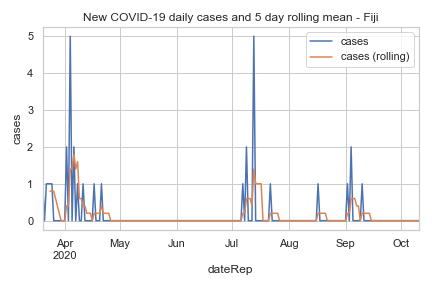 New COVID-19 daily cases and 5 day rolling mean - Fiji
cases
cases (rolling)
5
4
3
2
1
0
cases
Apr
2020
May
Jun
Jul
Aug
Sep
Oct
dateRep